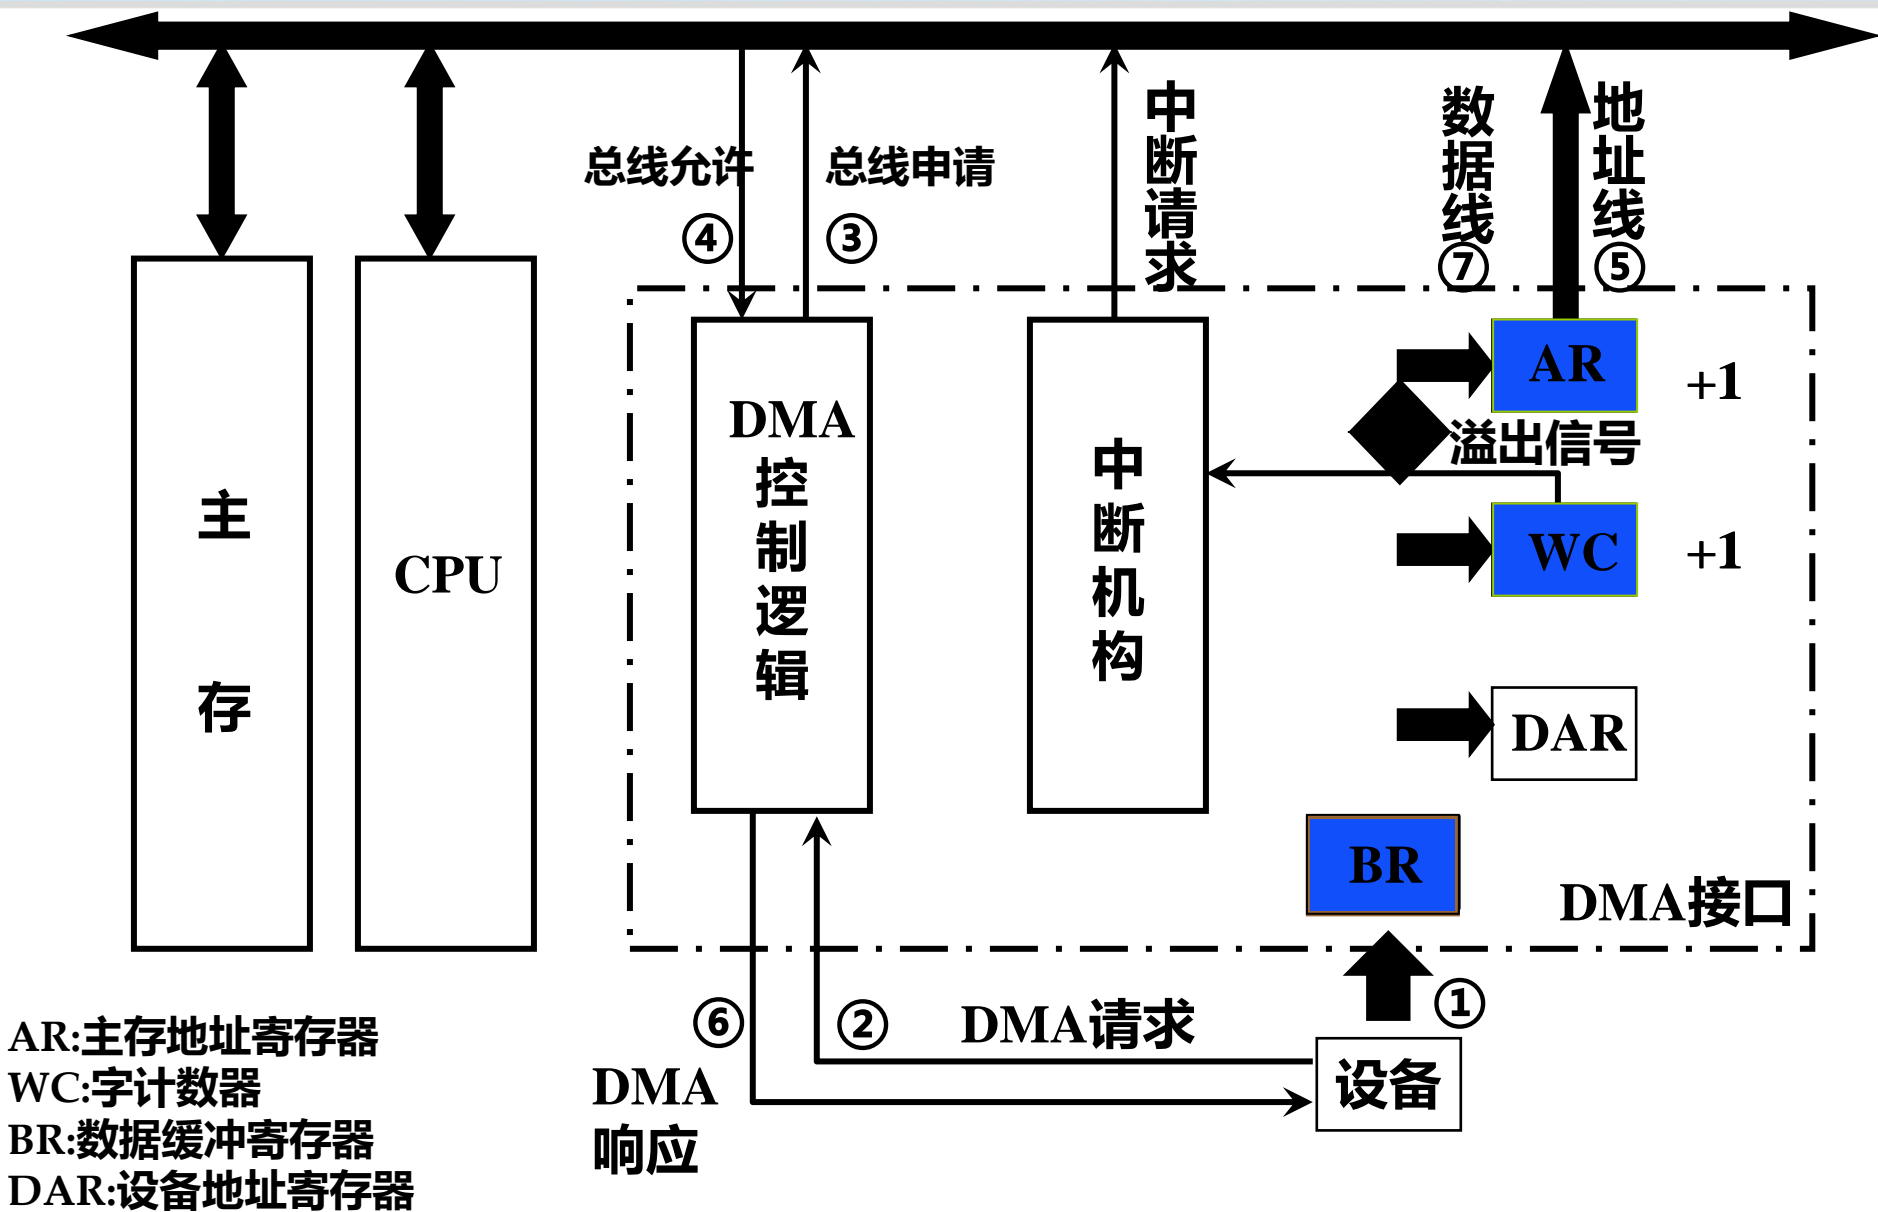 总线允许
④
总线申请
③
中断请求
数据线
⑦
地址线
⑤
主存
CPU
DMA
控制逻辑
中断机构
AR
+1
溢出信号
WC
+1
DAR
BR
DMA接口
①
⑥
②
DMA请求
设备
DMA
响应
AR:主存地址寄存器
WC:字计数器
BR:数据缓冲寄存器
DAR:设备地址寄存器